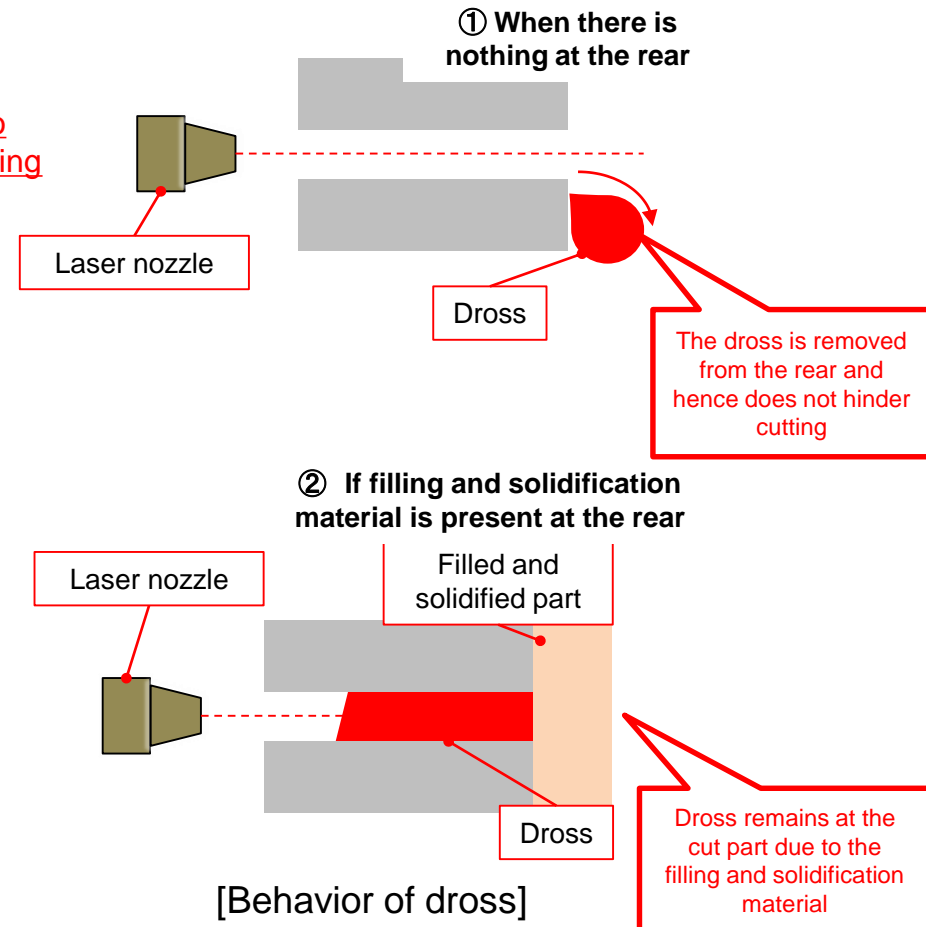 ① When there is
nothing at the rear
Laser nozzle
Dross
The dross is removed
from the rear and
hence does not hinder
cutting
② If filling and solidification
material is present at the rear
Laser nozzle
Filled and
solidified part
Dross
Dross remains at the
cut part due to the
filling and solidification
material
[Behavior of dross]